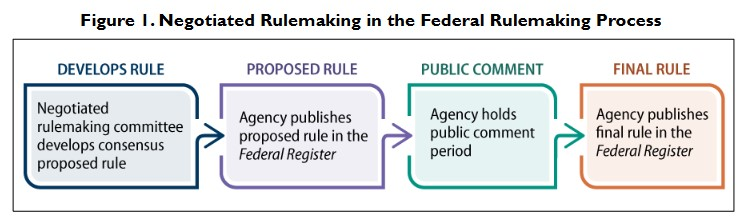 Figure 1. Negotiated Rulemaking in the Federal Rulemaking Process
DEVELOPS RULE
Negotiated
rulemaking committee
develops consensus
proposed rule
PROPOSED RULE
Agency publishes
proposed rule in the
Federal Register
PUBLIC COMMENT
Agency holds
public comment
period
FINAL RULE
Agency publishes
final rule in the
Federal Register